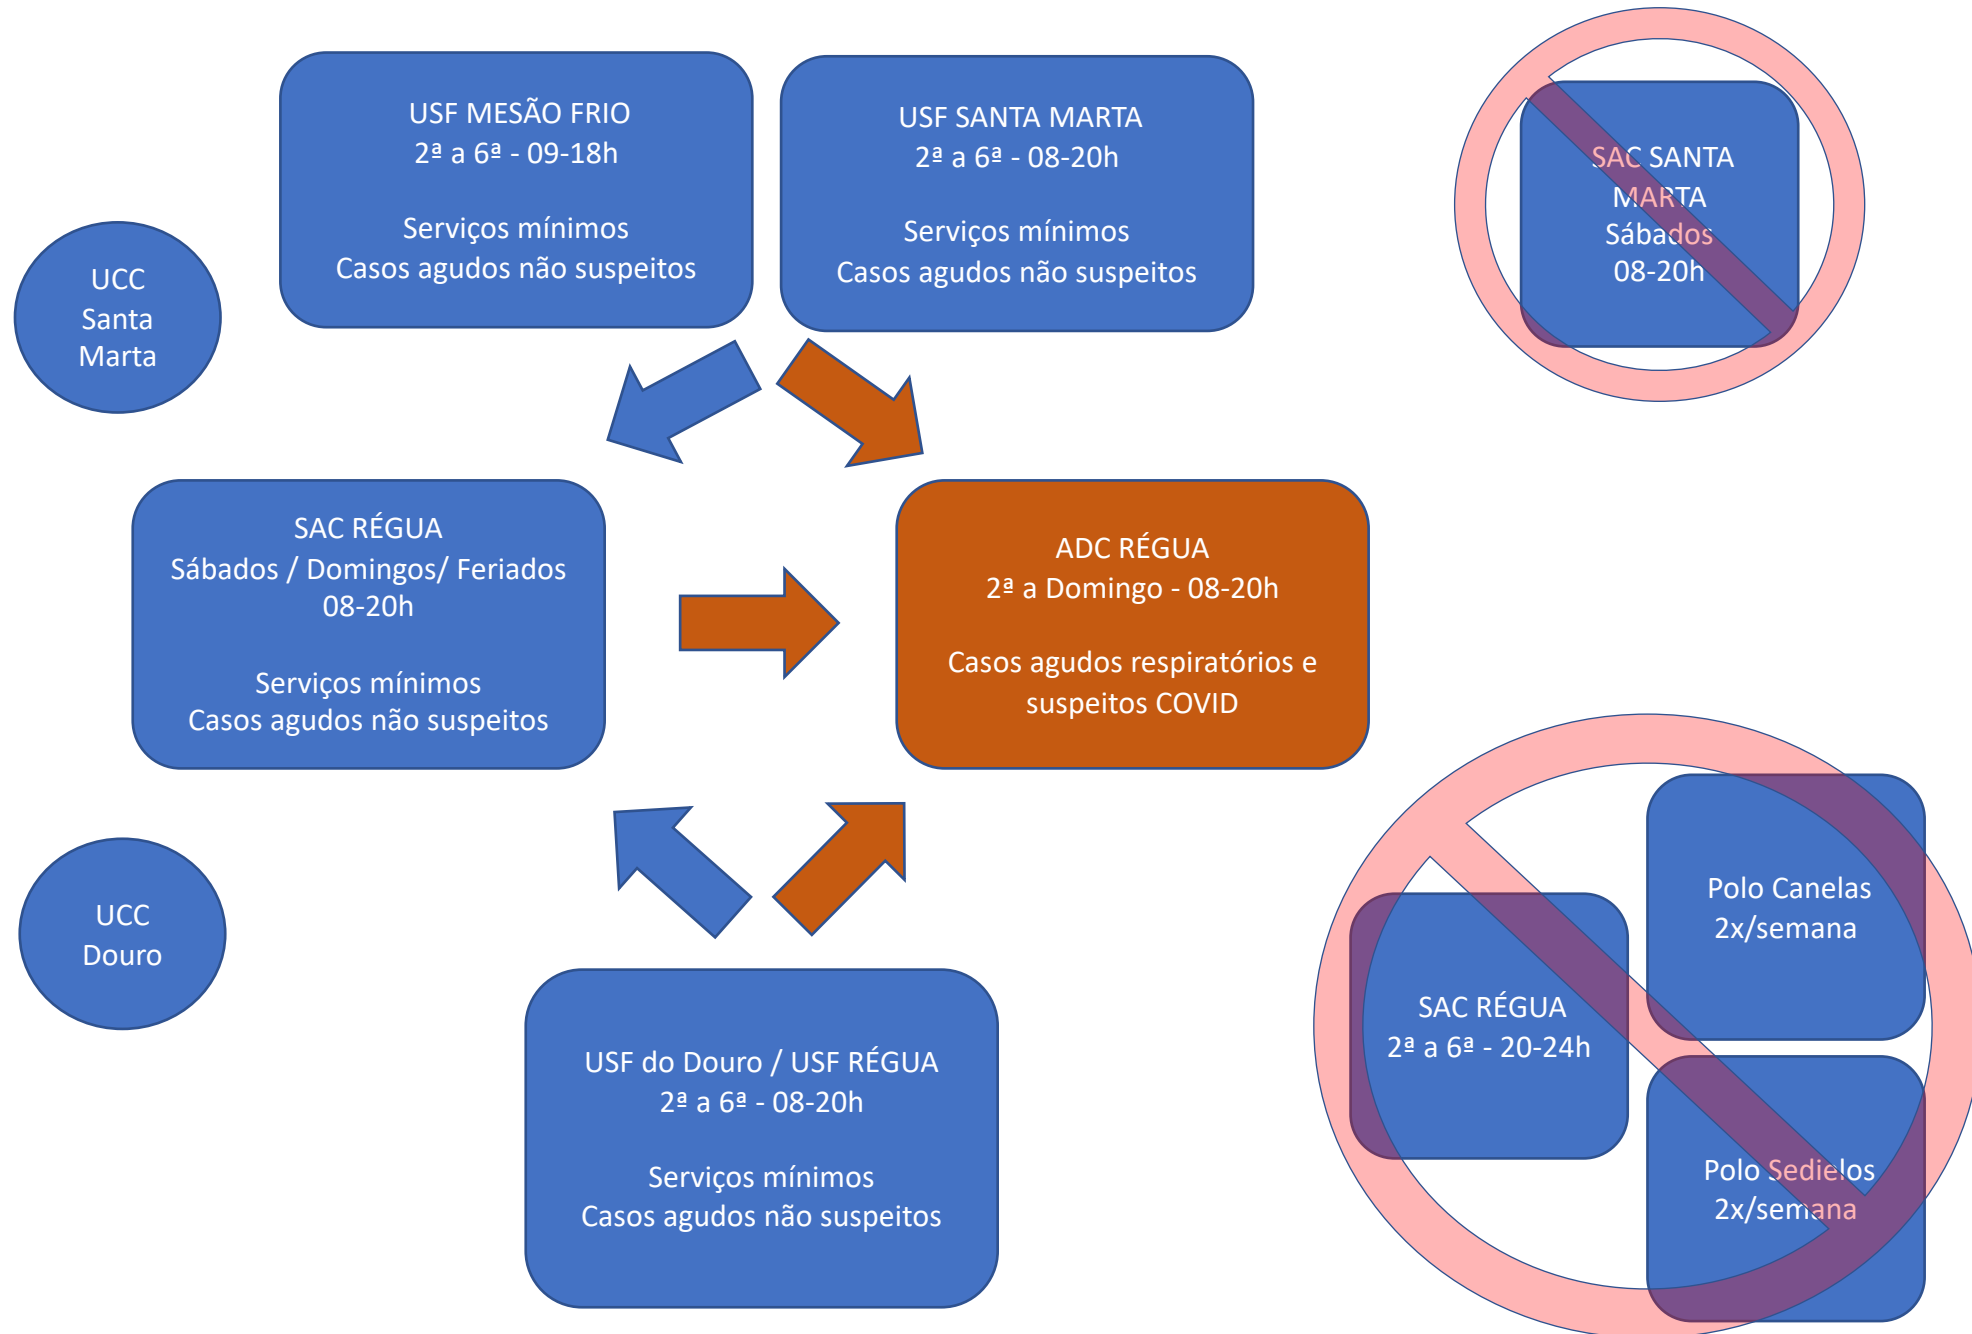 USF MESÃO FRIO
2ª a 6ª - 09-18h
Serviços mínimos
Casos agudos não suspeitos
USF SANTA MARTA
2ª a 6ª - 08-20h
Serviços mínimos
Casos agudos não suspeitos
SAC SANTA
MARTA
Sábados
08-20h
UCC
Santa
Marta
SAC RÉGUA
Sábados / Domingos/ Feriados
08-20h
Serviços mínimos
Casos agudos não suspeitos
ADC RÉGUA
2ª a Domingo - 08-20h
Casos agudos respiratórios e
suspeitos COVID
UCC
Douro
USF do Douro / USF RÉGUA
2ª a 6ª - 08-20h
Serviços mínimos
Casos agudos não suspeitos
SAC RÉGUA
2ª a 6ª - 20-24h
Polo Canelas
2x/semana
Polo Sedielos
2x/semana